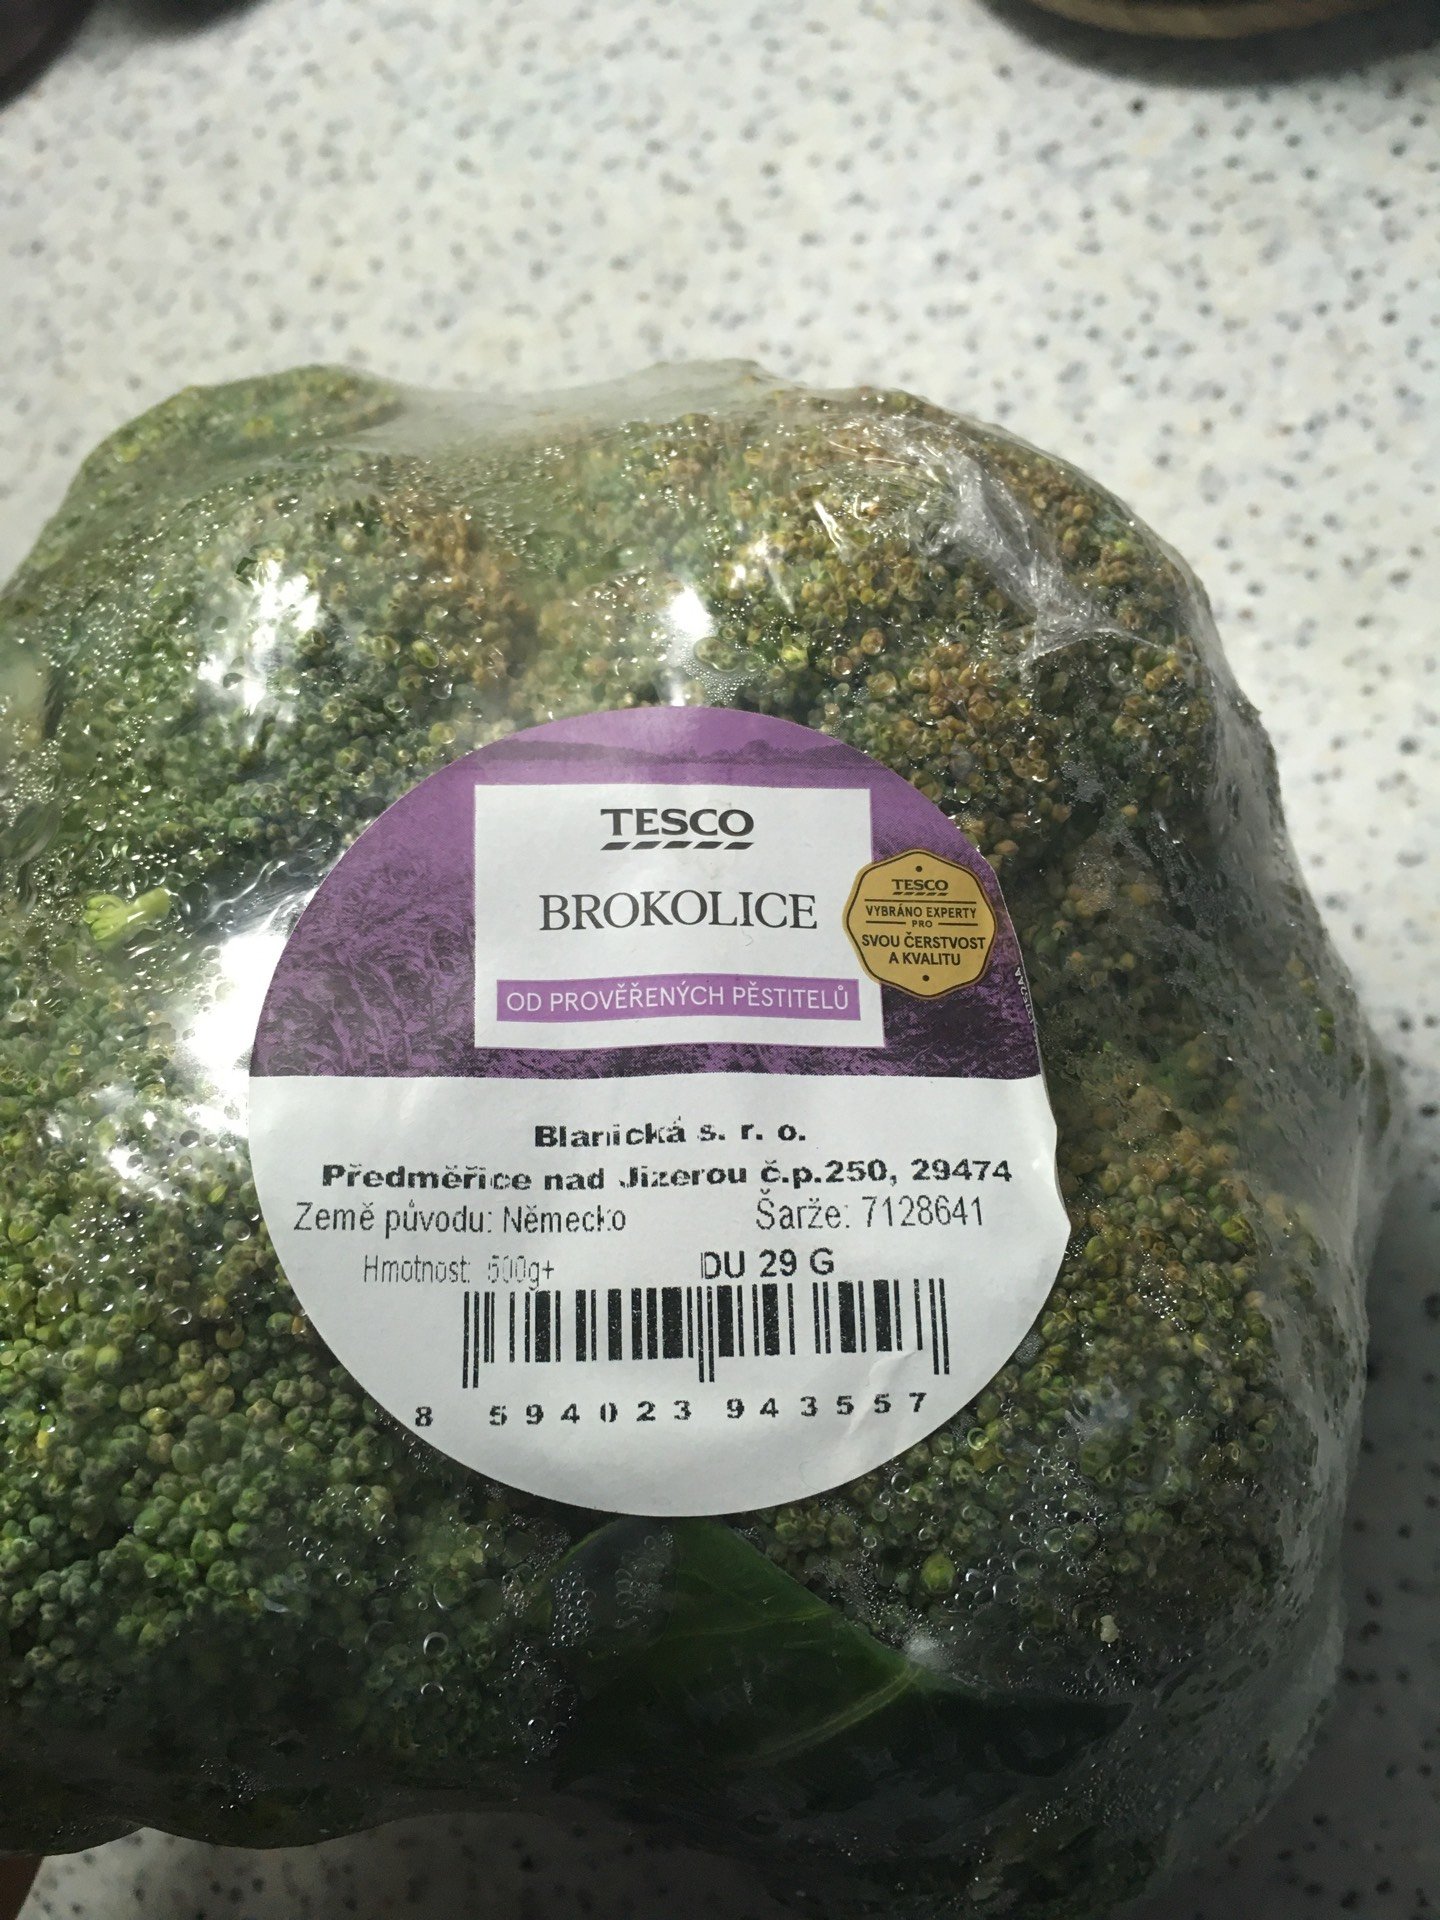 TESCO
BROKOLICE
OD PROVĚŘENÝCH PĚSTITELŮ
TESCO
VYBRÁNO EXPERTY
PRO
SVOU ČERSTVOST
A KVALITU
Blanická s. r. o.
Předměřice nad Jizerou č.p.250, 29474
Země původu: Německo Šarže: 7128641
Hmotnost: 500g+ DU 29 G
8 594023 943557